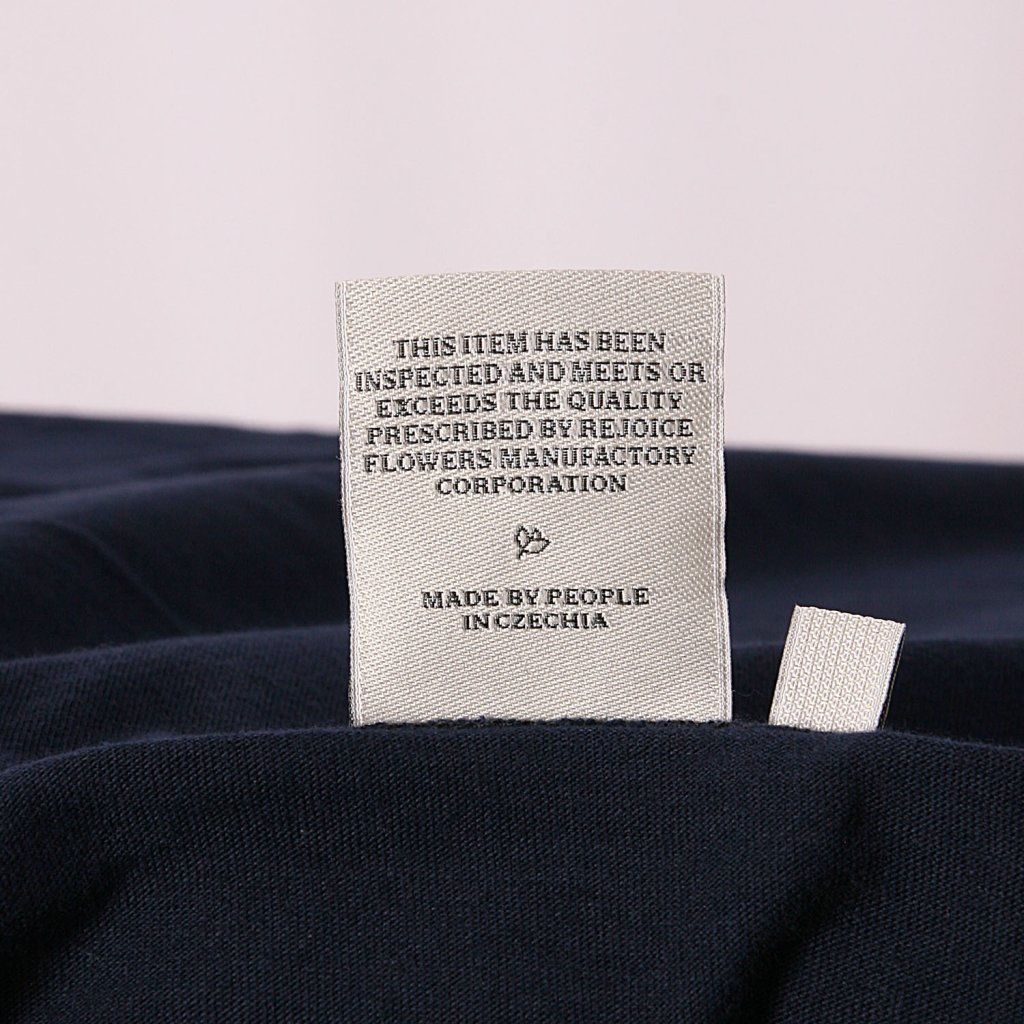 THIS ITEM HAS BEEN
INSPECTED AND MEETS OR
EXCEEDS THE QUALITY
PRESCRIBED BY REJOICE
FLOWERS MANUFACTORY
CORPORATION
MADE BY PEOPLE
IN CZECHIA